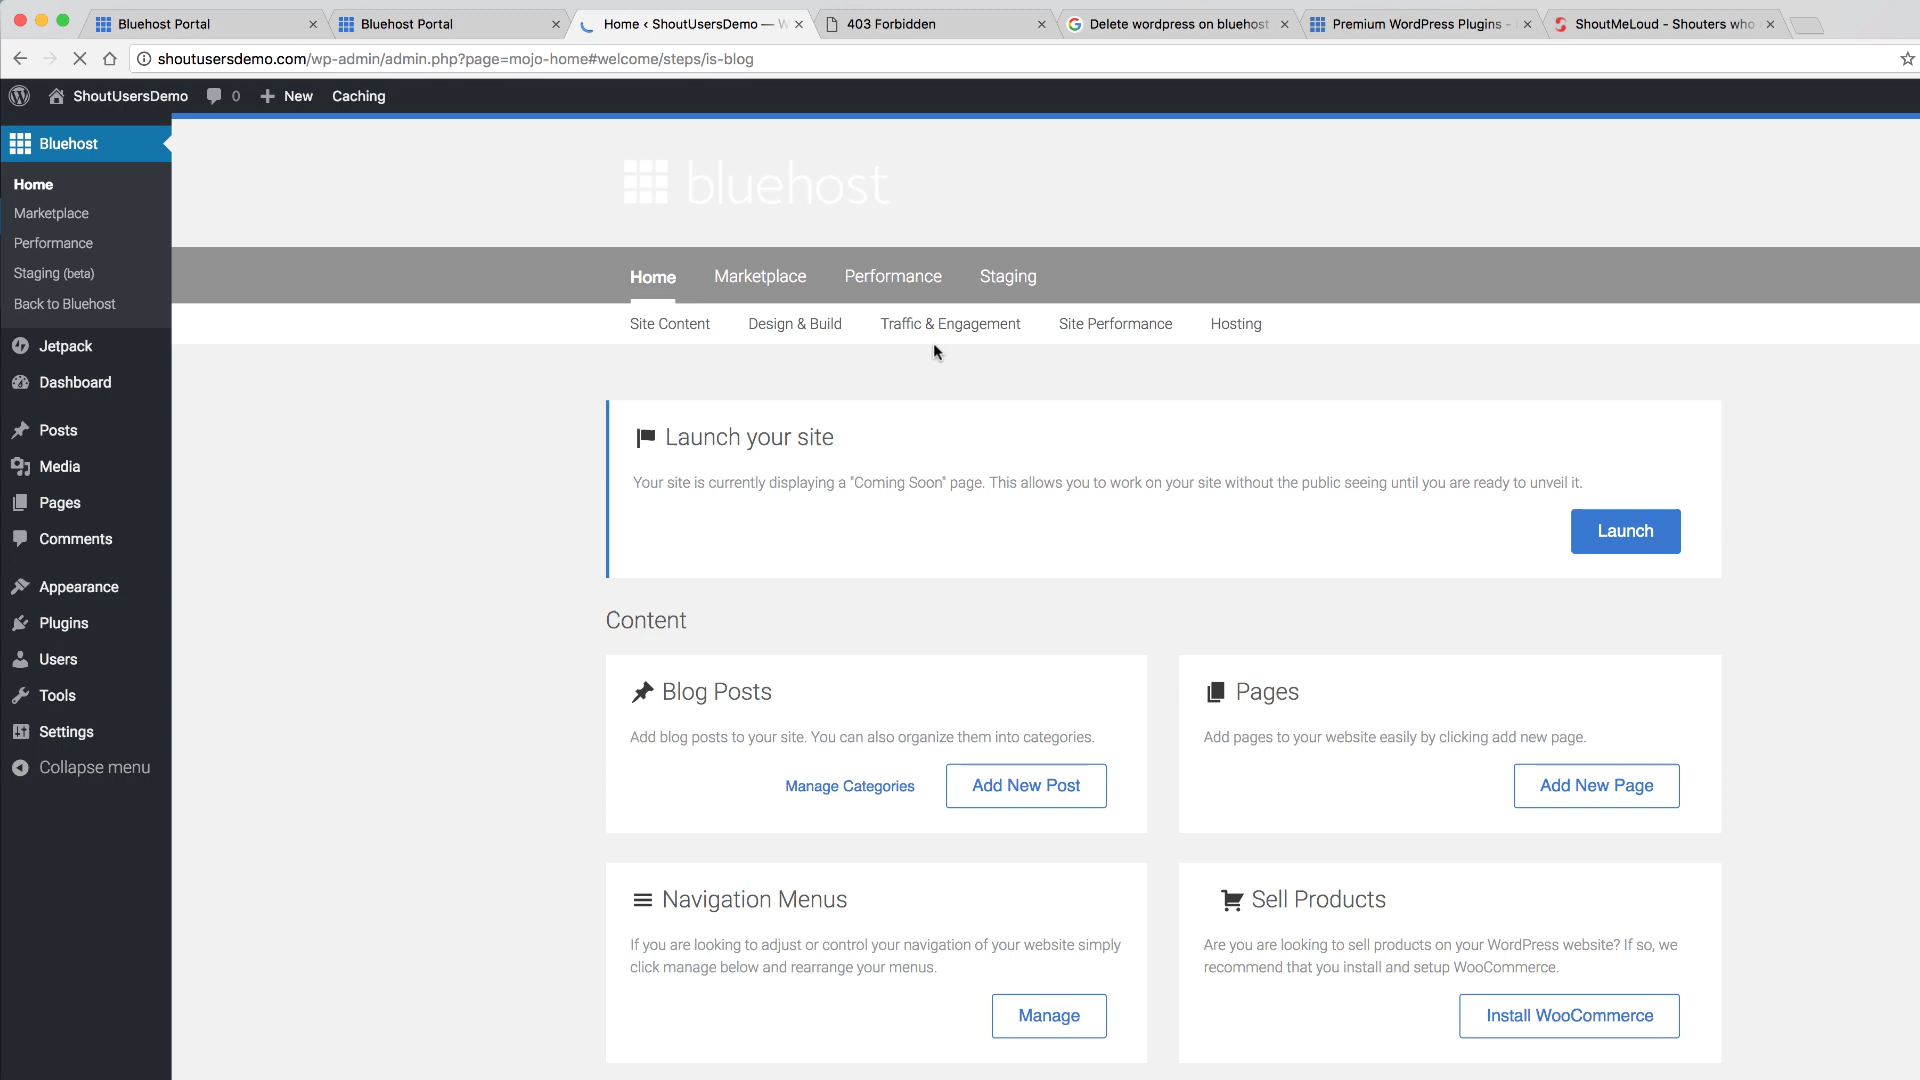 Bluehost Portal
Bluehost Portal
Home ‹ ShoutUsersDemo — W
403 Forbidden
Delete wordpress on bluehost
Premium WordPress Plugins -
ShoutMeLoud - Shouters who
shoutusersdemo.com/wp-admin/admin.php?page=mojo-home#welcome/steps/is-blog
ShoutUsersDemo 0 New Caching
Bluehost
Home
Marketplace
Performance
Staging (beta)
Back to Bluehost
Jetpack
Dashboard
Posts
Media
Pages
Comments
Appearance
Plugins
Users
Tools
Settings
Collapse menu
bluehost
Home Marketplace Performance Staging
Site Content Design & Build Traffic & Engagement Site Performance Hosting
Launch your site
Your site is currently displaying a "Coming Soon" page. This allows you to work on your site without the public seeing until you are ready to unveil it.
Launch
Content
Blog Posts
Add blog posts to your site. You can also organize them into categories.
Manage Categories Add New Post
Pages
Add pages to your website easily by clicking add new page.
Add New Page
Navigation Menus
If you are looking to adjust or control your navigation of your website simply
click manage below and rearrange your menus.
Manage
Sell Products
Are you are looking to sell products on your WordPress website? If so, we
recommend that you install and setup WooCommerce.
Install WooCommerce